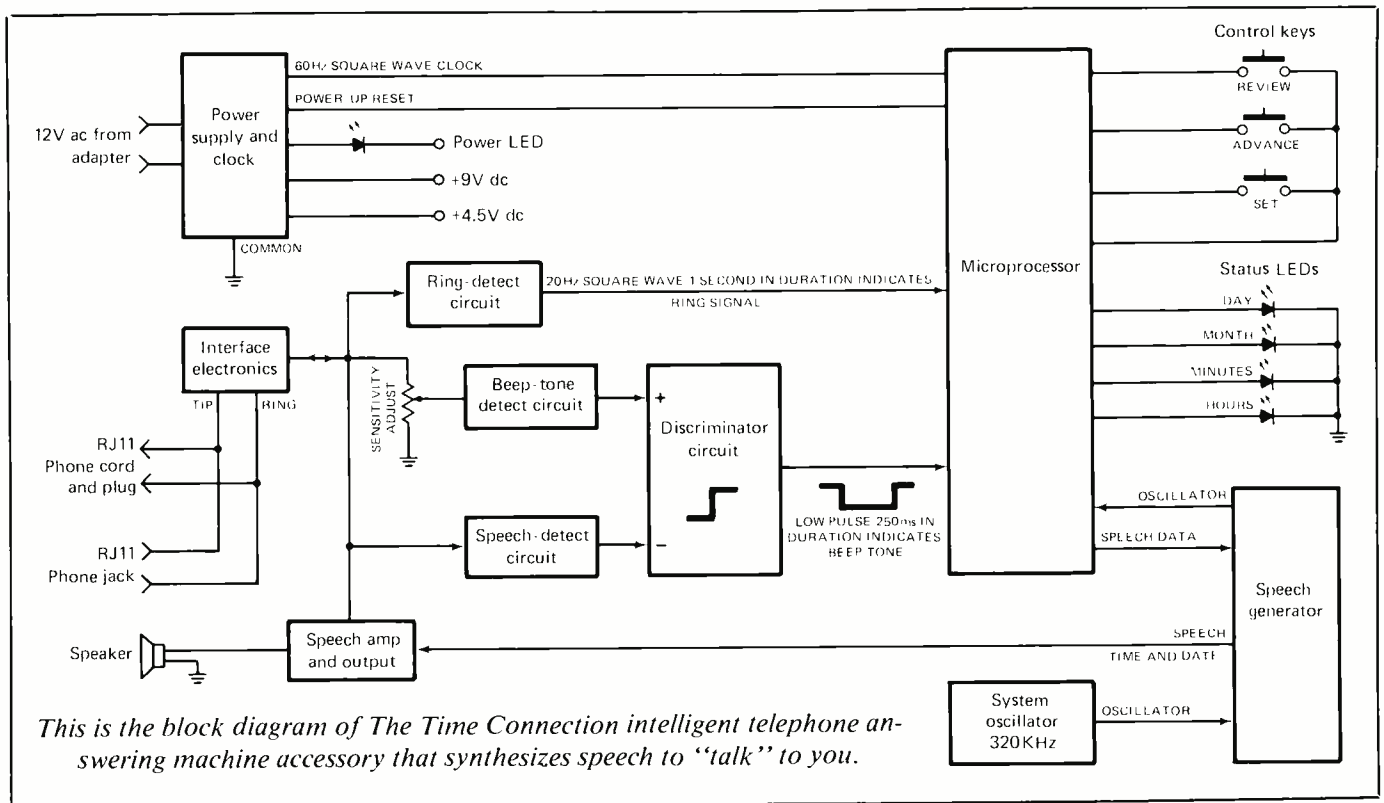 Control keys
60Hz SQUARE WAVE CLOCK
REVIEW
POWER UP RESET
Power
supply and
clock
12V ac from
adapter
Power LED
ADVANCE
+9V dc
SET
+4.5V dc
COMMON
Microprocessor
Status LEDs
Ring-detect
circuit
20Hz SQUARE WAVE 1 SECOND IN DURATION INDICATES
RING SIGNAL
DAY
MONTH
MINUTES
HOURS
Interface
electronics
TIP
RING
SENSITIVITY
ADJUST
Beep-tone
detect circuit
+
Discriminator
circuit
−
RJ11
Phone cord
and plug
RJ11
Phone jack
Speech-detect
circuit
LOW PULSE 250ms IN
DURATION INDICATES
BEEP TONE
OSCILLATOR
SPEECH DATA
Speech
generator
Speaker
Speech amp
and output
SPEECH
TIME AND DATE
System
oscillator
320KHz
OSCILLATOR
This is the block diagram of The Time Connection intelligent telephone an-
swering machine accessory that synthesizes speech to "talk" to you.